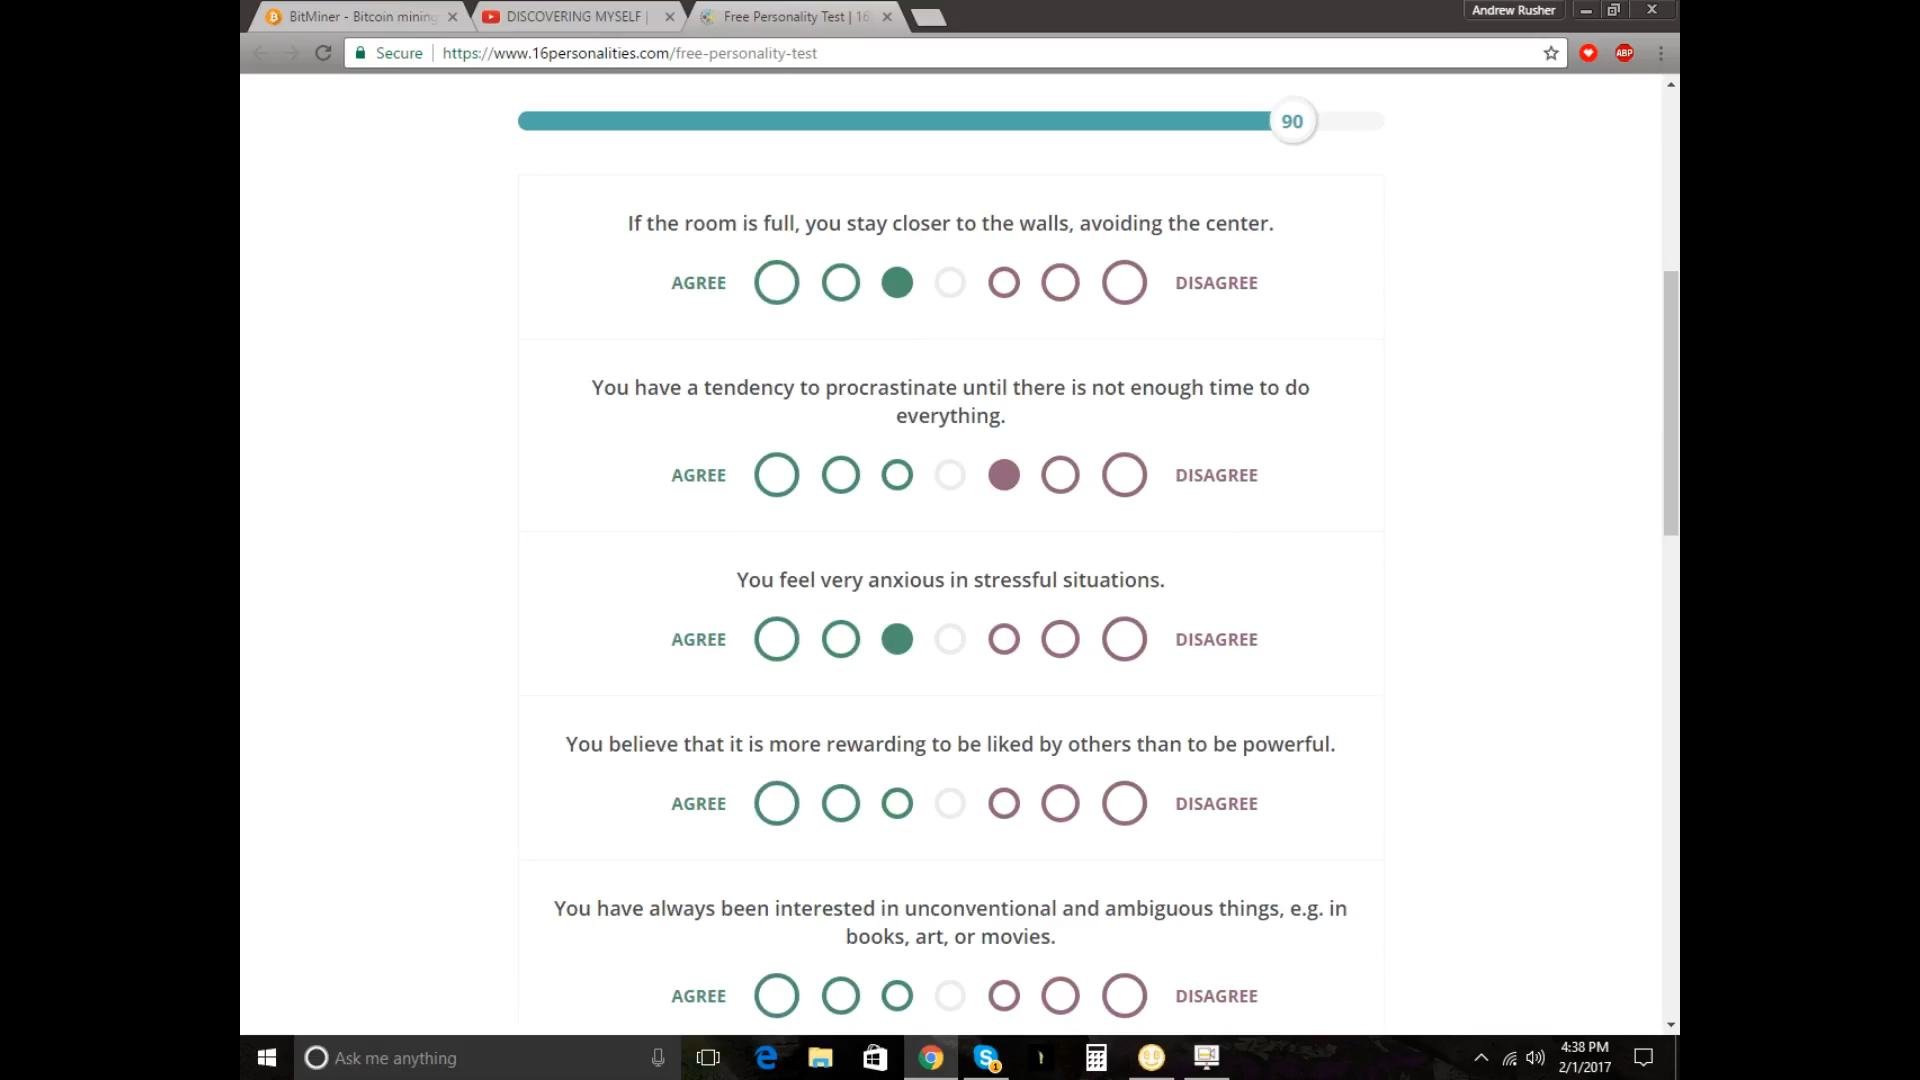 BitMiner - Bitcoin mining
DISCOVERING MYSELF |
Free Personality Test | 16
Andrew Rusher
Secure
https://www.16personalities.com/free-personality-test
ABP
90
If the room is full, you stay closer to the walls, avoiding the center.
AGREE
DISAGREE
You have a tendency to procrastinate until there is not enough time to do
everything.
AGREE
DISAGREE
You feel very anxious in stressful situations.
AGREE
DISAGREE
You believe that it is more rewarding to be liked by others than to be powerful.
AGREE
DISAGREE
You have always been interested in unconventional and ambiguous things, e.g. in
books, art, or movies.
AGREE
DISAGREE
Ask me anything
1
4:38 PM
2/1/2017